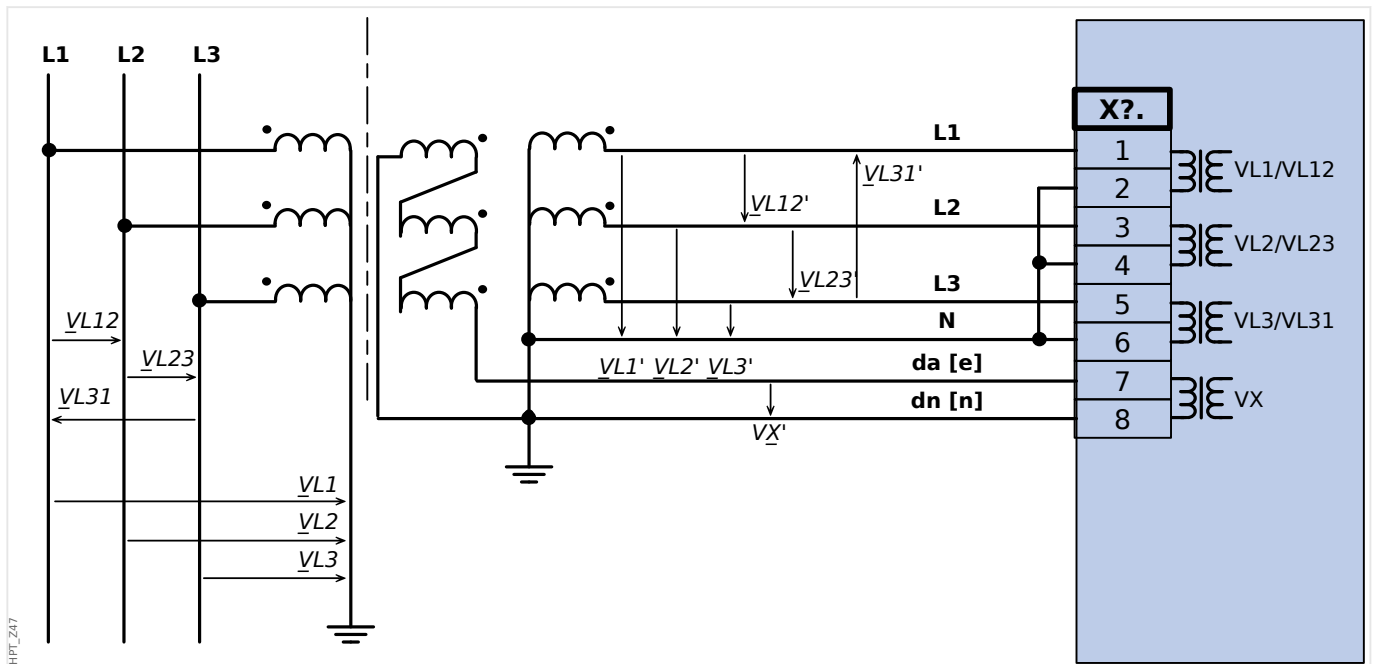 L1 L2 L3
X?.
L1
1
VL1/VL12
VL31'
2
VL12'
L2
3
VL2/VL23
4
VL23'
L3
5
VL12
N
VL3/VL31
6
VL23
VL1' VL2' VL3'
da [e]
7
VL31
dn [n]
VX
8
VX'
VL1
VL2
VL3
HPT_Z47